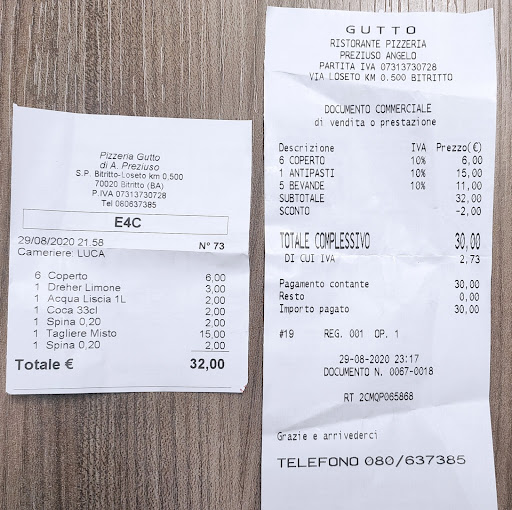 Pizzeria Gutto
di A. Preziuso
S.P. Bitritto-Loseto km 0.500
70020 Bitritto (BA)
P.IVA 07313730728
Tel 080637385
E4C
29/08/2020 21.58 N° 73
Cameriere: LUCA
6 Coperto 6,00
1 Dreher Limone 3,00
1 Acqua Liscia 1L 2,00
1 Coca 33cl 2,00
1 Spina 0,20 2,00
1 Tagliere Misto 15,00
1 Spina 0,20 2,00
Totale € 32,00
GUTTO
RISTORANTE PIZZERIA
PREZIUSO ANGELO
PARTITA IVA 07313730728
VIA LOSETO KM 0.500 BITRITTO
DOCUMENTO COMMERCIALE
di vendita o prestazione
Descrizione IVA Prezzo(€)
6 COPERTO 10% 6,00
1 ANTIPASTI 10% 15,00
5 BEVANDE 10% 11,00
SUBTOTALE 32,00
SCONTO -2,00
TOTALE COMPLESSIVO 30,00
DI CUI IVA 2,73
Pagamento contante 30,00
Resto 0,00
Importo pagato 30,00
#19 REG. 001 OP. 1
29-08-2020 23:17
DOCUMENTO N. 0067-0018
RT 2CMQP065868
Grazie e arrivederci
TELEFONO 080/637385